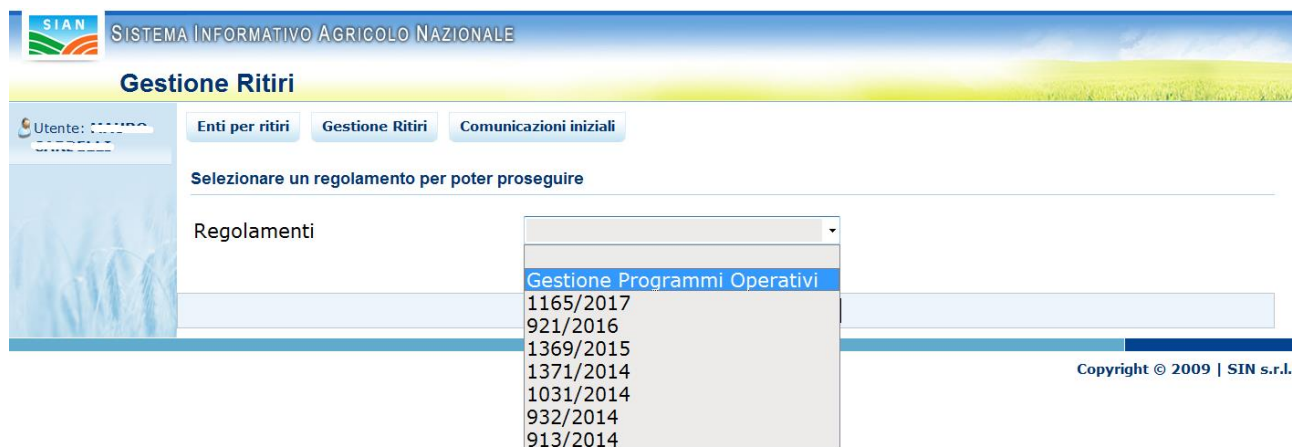 SIAN
SISTEMA INFORMATIVO AGRICOLO NAZIONALE
Gestione Ritiri
Utente:
Enti per ritiri Gestione Ritiri Comunicazioni iniziali
Selezionare un regolamento per poter proseguire
Regolamenti
Gestione Programmi Operativi
1165/2017
921/2016
1369/2015
1371/2014
1031/2014
932/2014
913/2014
Copyright © 2009 | SIN s.r.l.